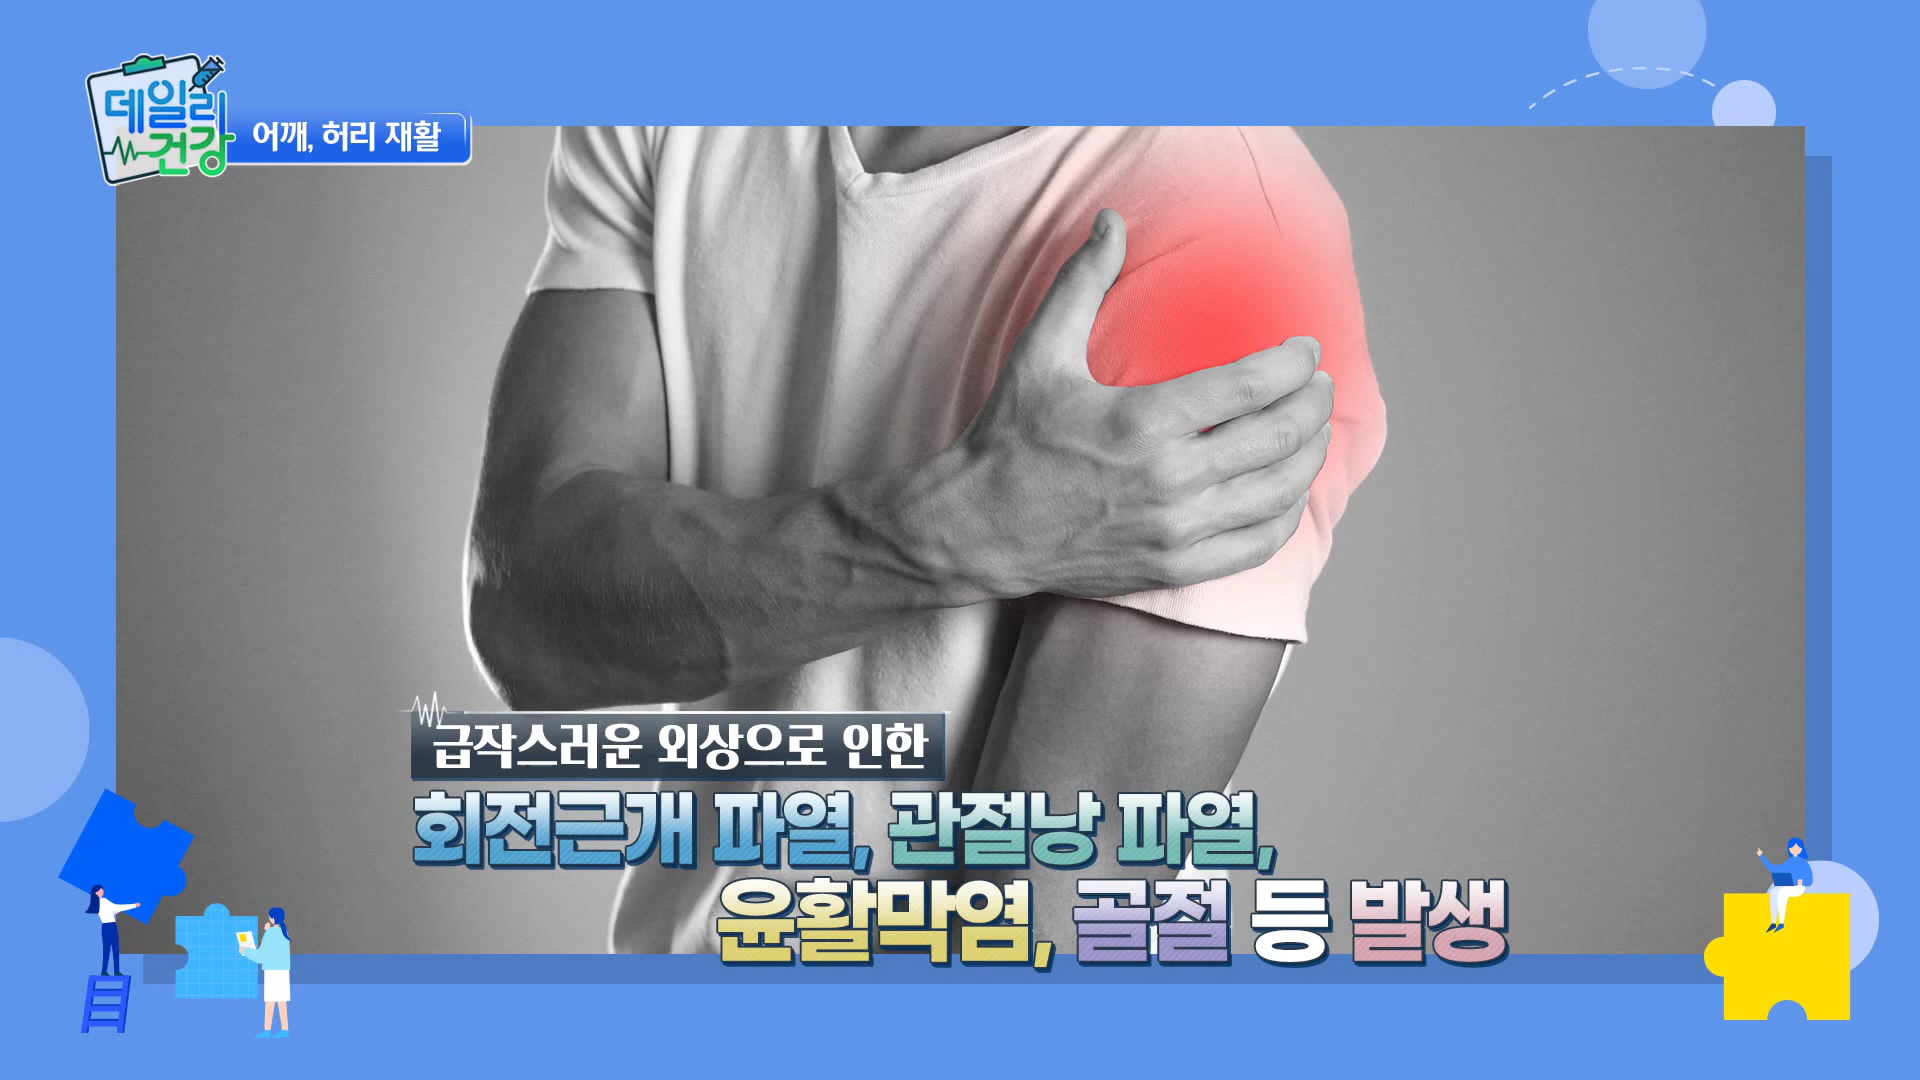 데일리
건강
어깨, 허리 재활
급작스러운 외상으로 인한
회전근개 파열, 관절낭 파열,
윤활막염, 골절 등 발생